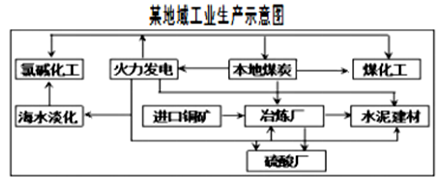 某地域工业生产示意图
氯碱化工 火力发电 本地煤炭 煤化工
海水淡化 进口铜矿 冶炼厂 水泥建材
硫酸厂